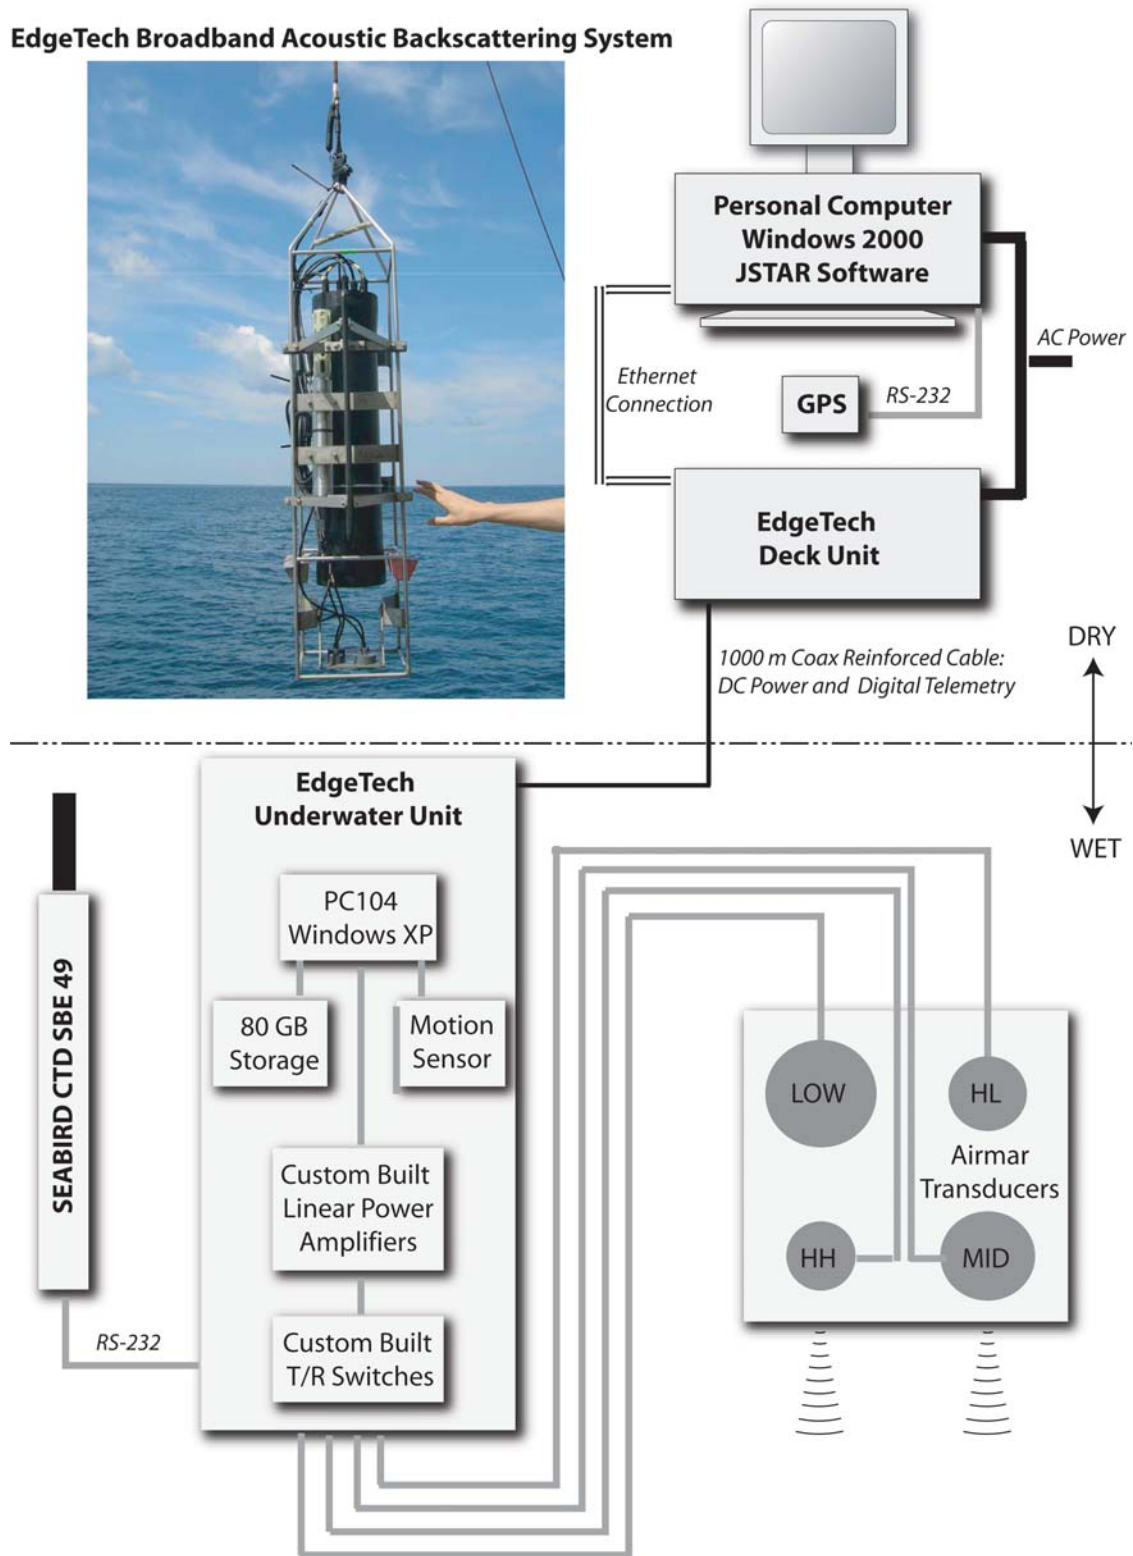 EdgeTech Broadband Acoustic Backscattering System
Personal Computer
Windows 2000
JSTAR Software
AC Power
Ethernet
Connection
GPS
RS-232
EdgeTech
Deck Unit
1000 m Coax Reinforced Cable:
DC Power and Digital Telemetry
DRY
WET
EdgeTech
Underwater Unit
PC104
Windows XP
80 GB
Storage
Motion
Sensor
Custom Built
Linear Power
Amplifiers
Custom Built
T/R Switches
SEABIRD CTD SBE 49
RS-232
LOW
HL
Airmar
Transducers
HH
MID